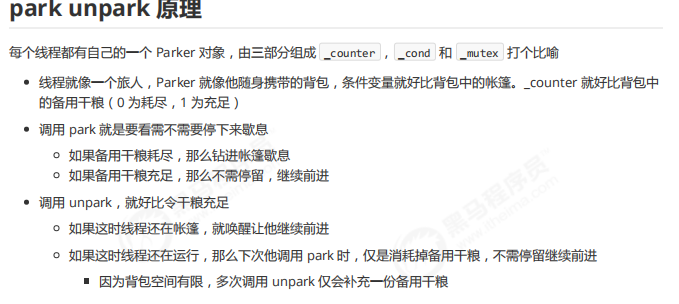 park unpark 原理
每个线程都有自己的一个 Parker 对象，由三部分组成 _counter ， _cond 和 _mutex 打个比喻
线程就像一个旅人，Parker 就像他随身携带的背包，条件变量就好比背包中的帐篷。_counter 就好比背包中
的备用干粮（0 为耗尽，1 为充足）
调用 park 就是要看需不需要停下来歇息
如果备用干粮耗尽，那么钻进帐篷歇息
如果备用干粮充足，那么不需停留，继续前进
调用 unpark，就好比令干粮充足
如果这时线程还在帐篷，就唤醒让他继续前进
如果这时线程还在运行，那么下次他调用 park 时，仅是消耗掉备用干粮，不需停留继续前进
因为背包空间有限，多次调用 unpark 仅会补充一份备用干粮
黑马程序员
www.itheima.com